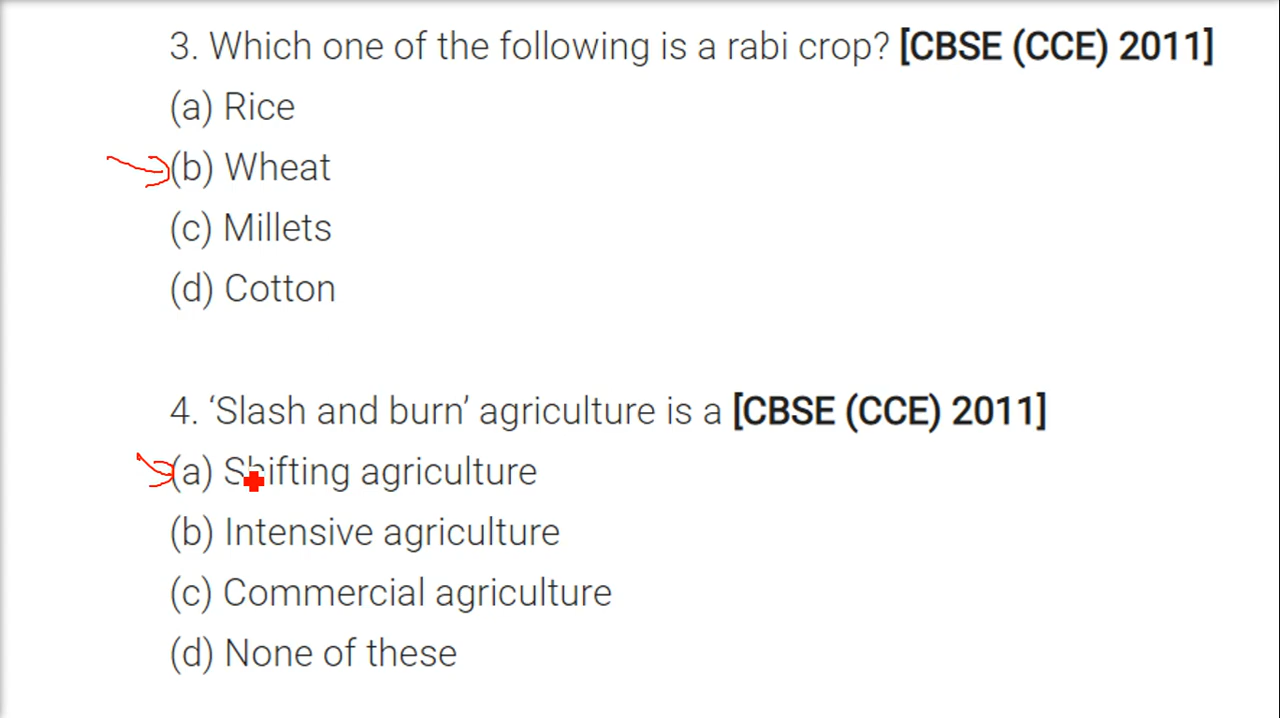 3. Which one of the following is a rabi crop? [CBSE (CCE) 2011]
(a) Rice
(b) Wheat
(c) Millets
(d) Cotton
4. ‘Slash and burn’ agriculture is a [CBSE (CCE) 2011]
(a) Shifting agriculture
(b) Intensive agriculture
(c) Commercial agriculture
(d) None of these